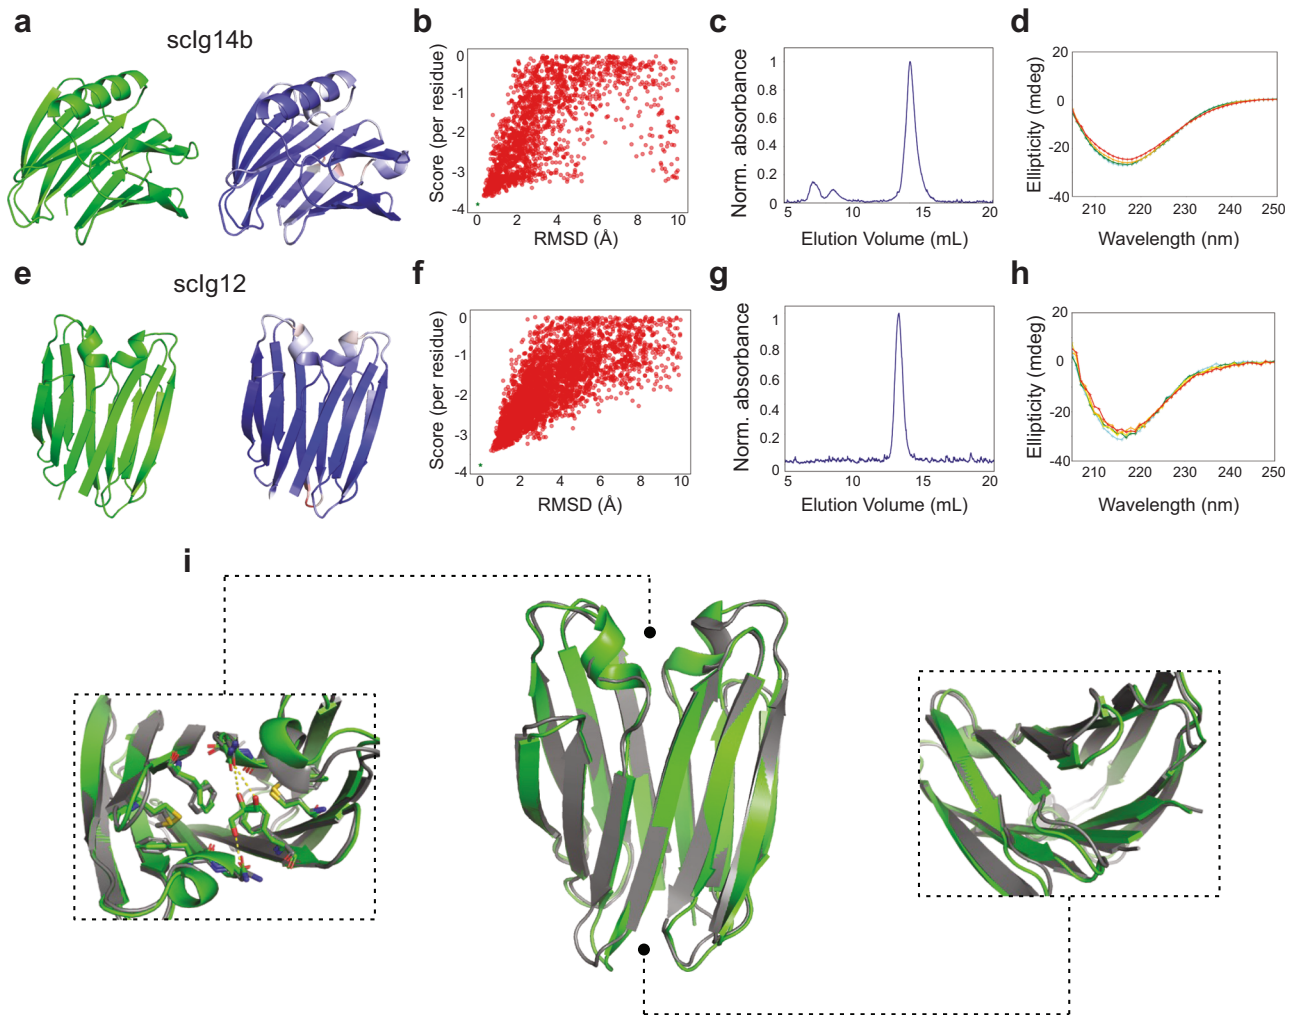 a
scIg14b
b
0
-1
-2
-3
-4
Score (per residue)
0 2 4 6 8 10
RMSD (Å)
c
1
0.8
0.6
0.4
0.2
0
Norm. absorbance
5 10 15 20
Elution Volume (mL)
d
20
0
-20
-40
Ellipticity (mdeg)
210 220 230 240 250
Wavelength (nm)
e
scIg12
f
0
-1
-2
-3
-4
Score (per residue)
0 2 4 6 8 10
RMSD (Å)
g
1
0.8
0.6
0.4
0.2
0
Norm. absorbance
5 10 15 20
Elution Volume (mL)
h
20
0
-20
-40
Ellipticity (mdeg)
210 220 230 240 250
Wavelength (nm)
i